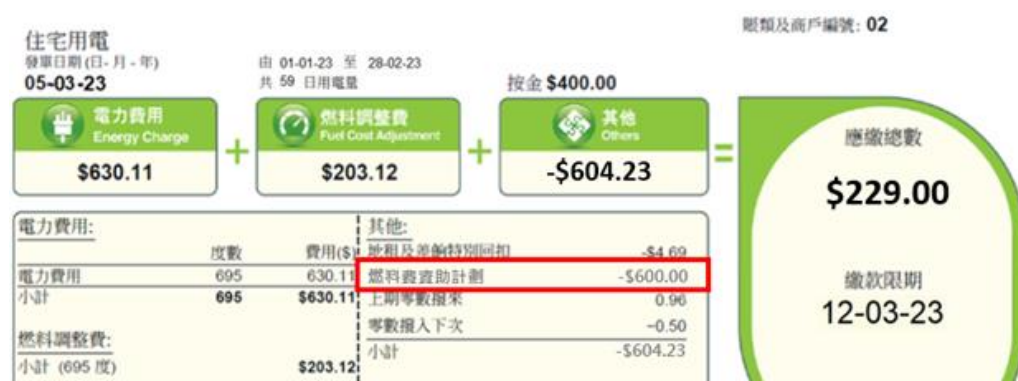 賬類及商戶編號: 02
住宅用電
發單日期 (日- 月 - 年)
05-03-23
由 01-01-23 至 28-02-23
共 59 日用電量
按金 $400.00
電力費用
Energy Charge
$630.11
+
燃料調整費
Fuel Cost Adjustment
$203.12
+
其他
Others
-$604.23
=
應繳總數
$229.00
繳款限期
12-03-23
電力費用:
度數 費用($)
電力費用 695 630.11
小計 695 $630.11
燃料調整費:
小計 (695 度) $203.12
其他:
地租及差餉特別回扣 -$4.69
燃料費資助計劃 -$600.00
上期零數撥來 0.96
零數撥入下次 -0.50
小計 -$604.23